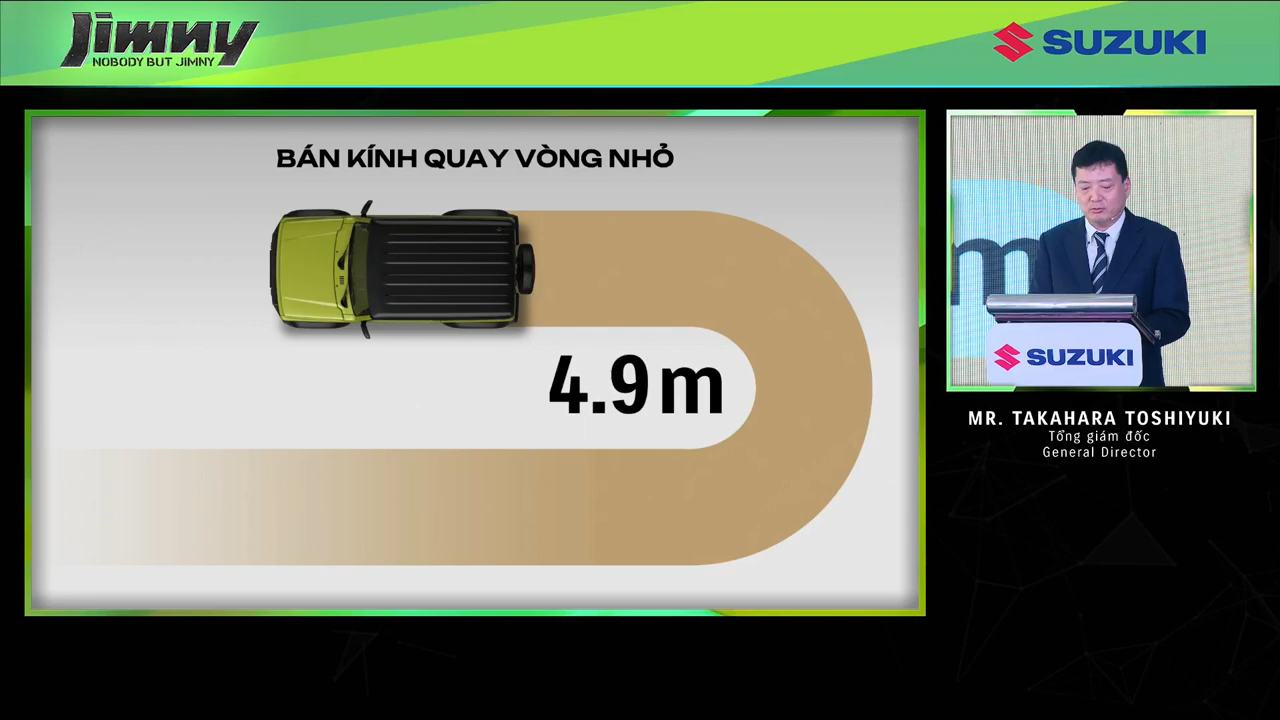 Jimny
NOBODY BUT JIMNY
SUZUKI
BÁN KÍNH QUAY VÒNG NHỎ
4.9m
m
SUZUKI
MR. TAKAHARA TOSHIYUKI
Tổng giám đốc
General Director